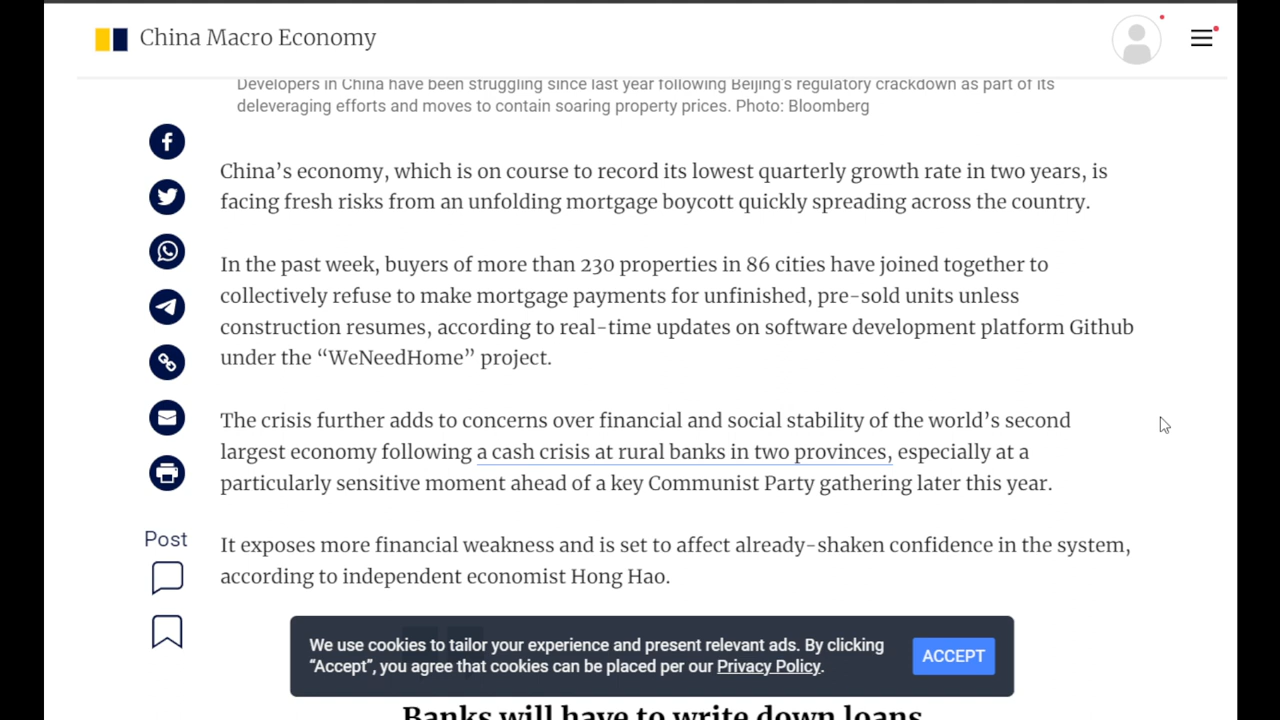 China Macro Economy
Developers in China have been struggling since last year following Beijing's regulatory crackdown as part of its
deleveraging efforts and moves to contain soaring property prices. Photo: Bloomberg
China’s economy, which is on course to record its lowest quarterly growth rate in two years, is
facing fresh risks from an unfolding mortgage boycott quickly spreading across the country.
In the past week, buyers of more than 230 properties in 86 cities have joined together to
collectively refuse to make mortgage payments for unfinished, pre-sold units unless
construction resumes, according to real-time updates on software development platform Github
under the “WeNeedHome” project.
The crisis further adds to concerns over financial and social stability of the world’s second
largest economy following a cash crisis at rural banks in two provinces, especially at a
particularly sensitive moment ahead of a key Communist Party gathering later this year.
Post
It exposes more financial weakness and is set to affect already-shaken confidence in the system,
according to independent economist Hong Hao.
We use cookies to tailor your experience and present relevant ads. By clicking
“Accept”, you agree that cookies can be placed per our Privacy Policy.
ACCEPT
Banks will have to write down loans